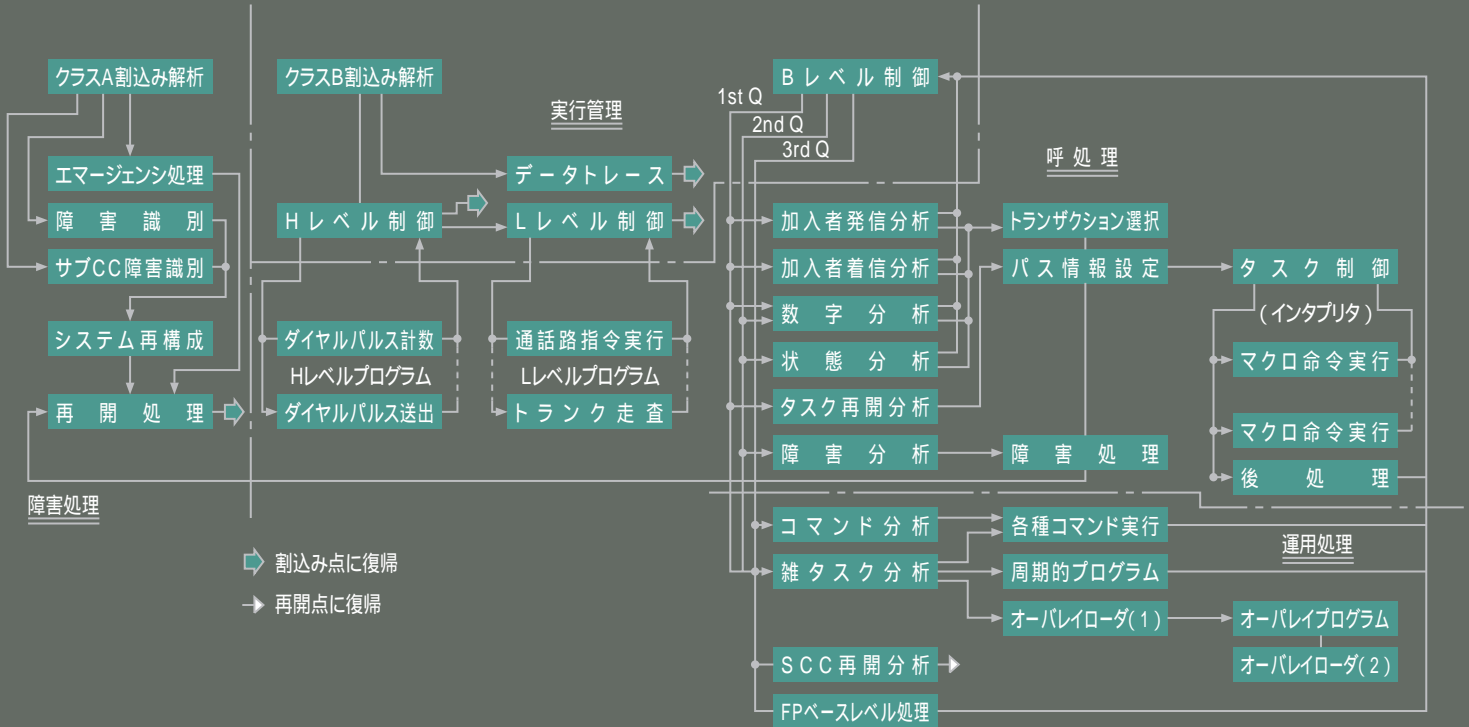 クラスA割込み解析
エマージェンシ処理
障害識別
サブCC障害識別
システム再構成
再開処理
障害処理
クラスB割込み解析
実行管理
データトレース
Hレベル制御
Lレベル制御
ダイヤルパルス計数
Hレベルプログラム
ダイヤルパルス送出
通話路指令実行
Lレベルプログラム
トランク走査
割込み点に復帰
再開点に復帰
Bレベル制御
1st Q
2nd Q
3rd Q
呼処理
加入者発信分析
加入者着信分析
数字分析
状態分析
タスク再開分析
障害分析
トランザクション選択
パス情報設定
障害処理
タスク制御
(インタプリタ)
マクロ命令実行
マクロ命令実行
後処理
コマンド分析
雑タスク分析
SCC再開分析
FPベースレベル処理
各種コマンド実行
周期的プログラム
オーバレイローダ(1)
運用処理
オーバレイプログラム
オーバレイローダ(2)